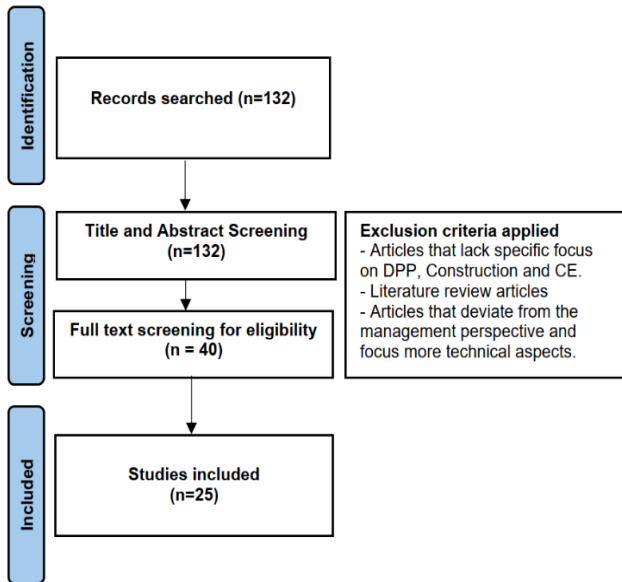 Identification
Records searched (n=132)
Screening
Title and Abstract Screening
(n=132)
Full text screening for eligibility
(n = 40)
Exclusion criteria applied
- Articles that lack specific focus
on DPP, Construction and CE.
- Literature review articles
- Articles that deviate from the
management perspective and
focus more technical aspects.
Included
Studies included
(n=25)